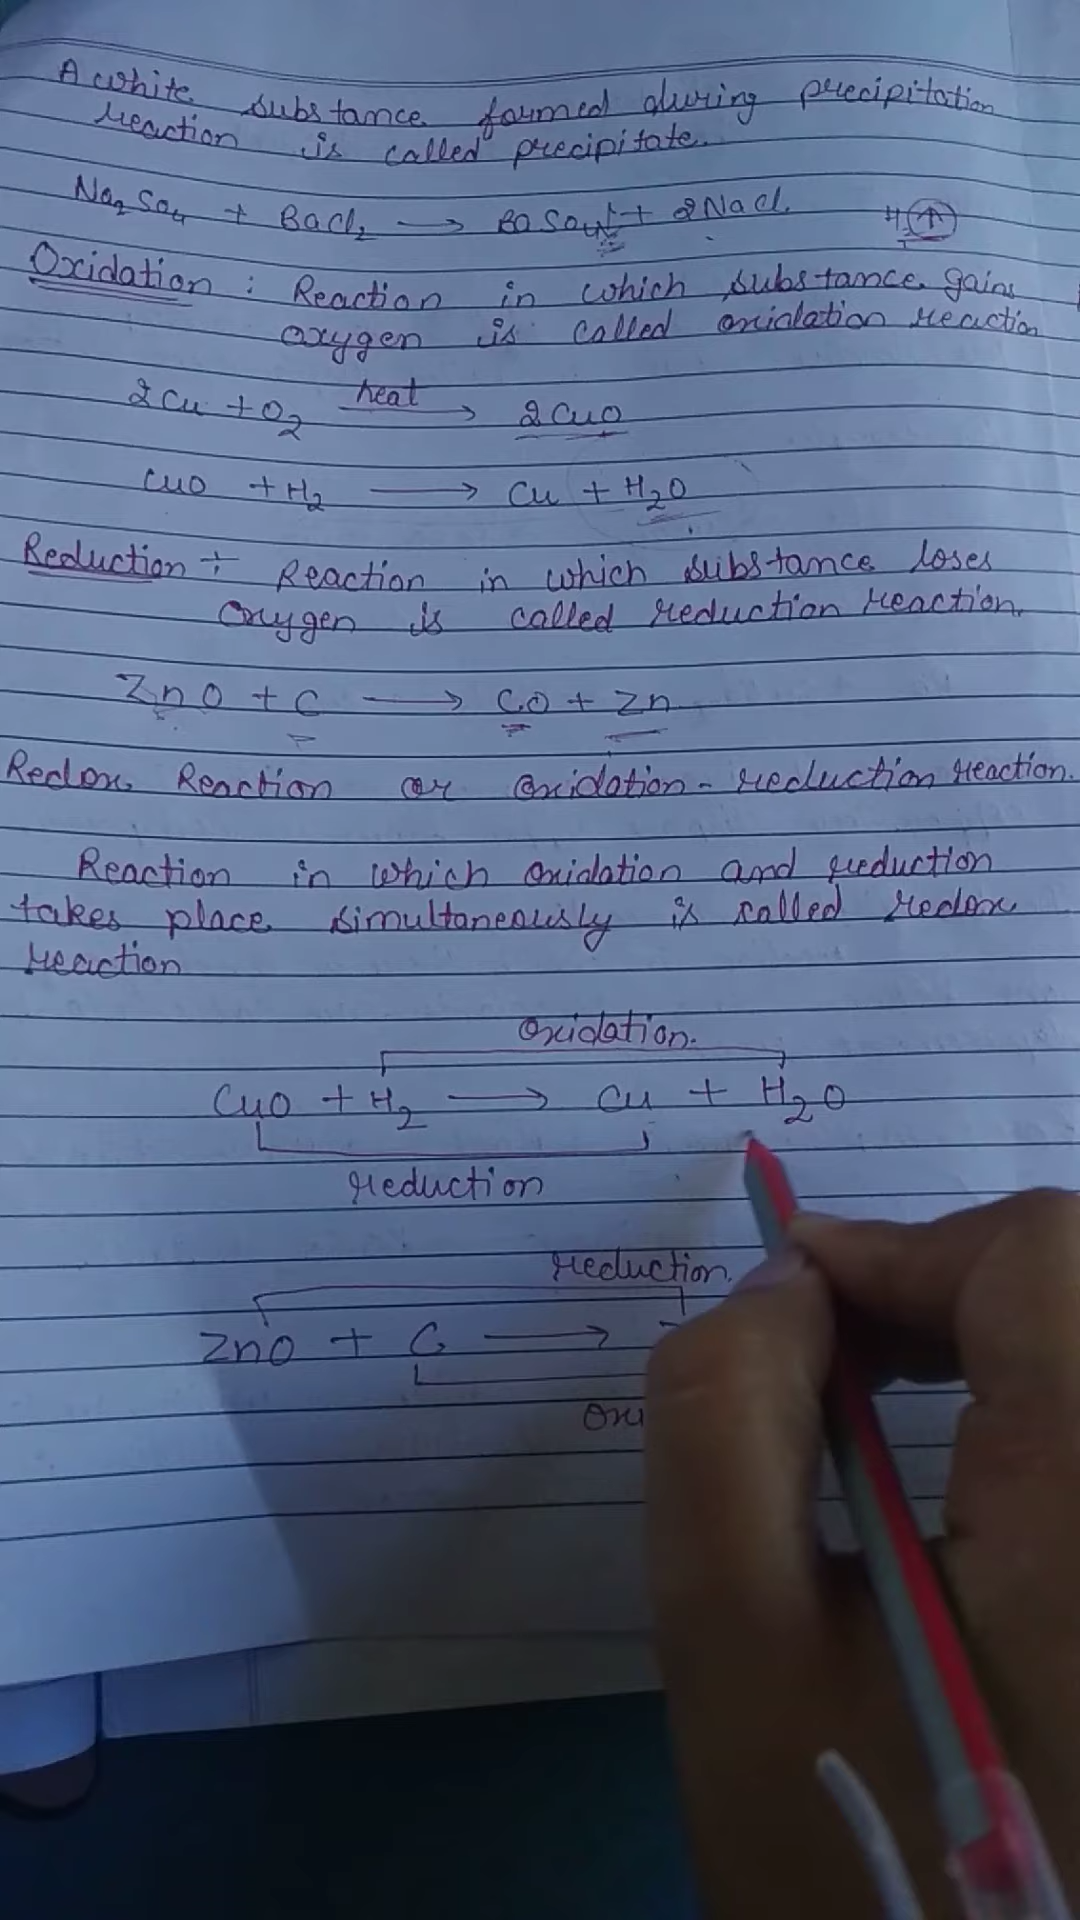 A white substance formed during precipitation
reaction is called precipitate.
Na₂SO₄ + BaCl₂ → BaSO₄↓ + 2NaCl.
Oxidation : Reaction in which substance gains
oxygen is called oxidation reaction
2Cu + O₂ heat → 2CuO
CuO + H₂ → Cu + H₂O
Reduction ÷ Reaction in which substance loses
Oxygen is called reduction reaction.
ZnO + C → CO + Zn
Redox Reaction or oxidation - reduction reaction.
Reaction in which oxidation and reduction
takes place simultaneously is called redox
reaction
oxidation.
CuO + H₂ → Cu + H₂O
reduction
reduction.
ZnO + C →